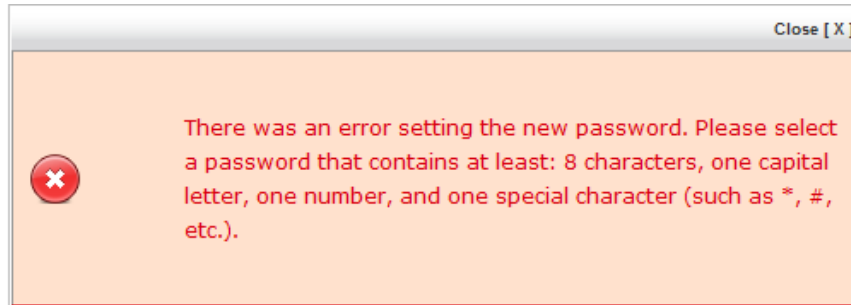 Close [ X ]
There was an error setting the new password. Please select
a password that contains at least: 8 characters, one capital
letter, one number, and one special character (such as *, #,
etc.).